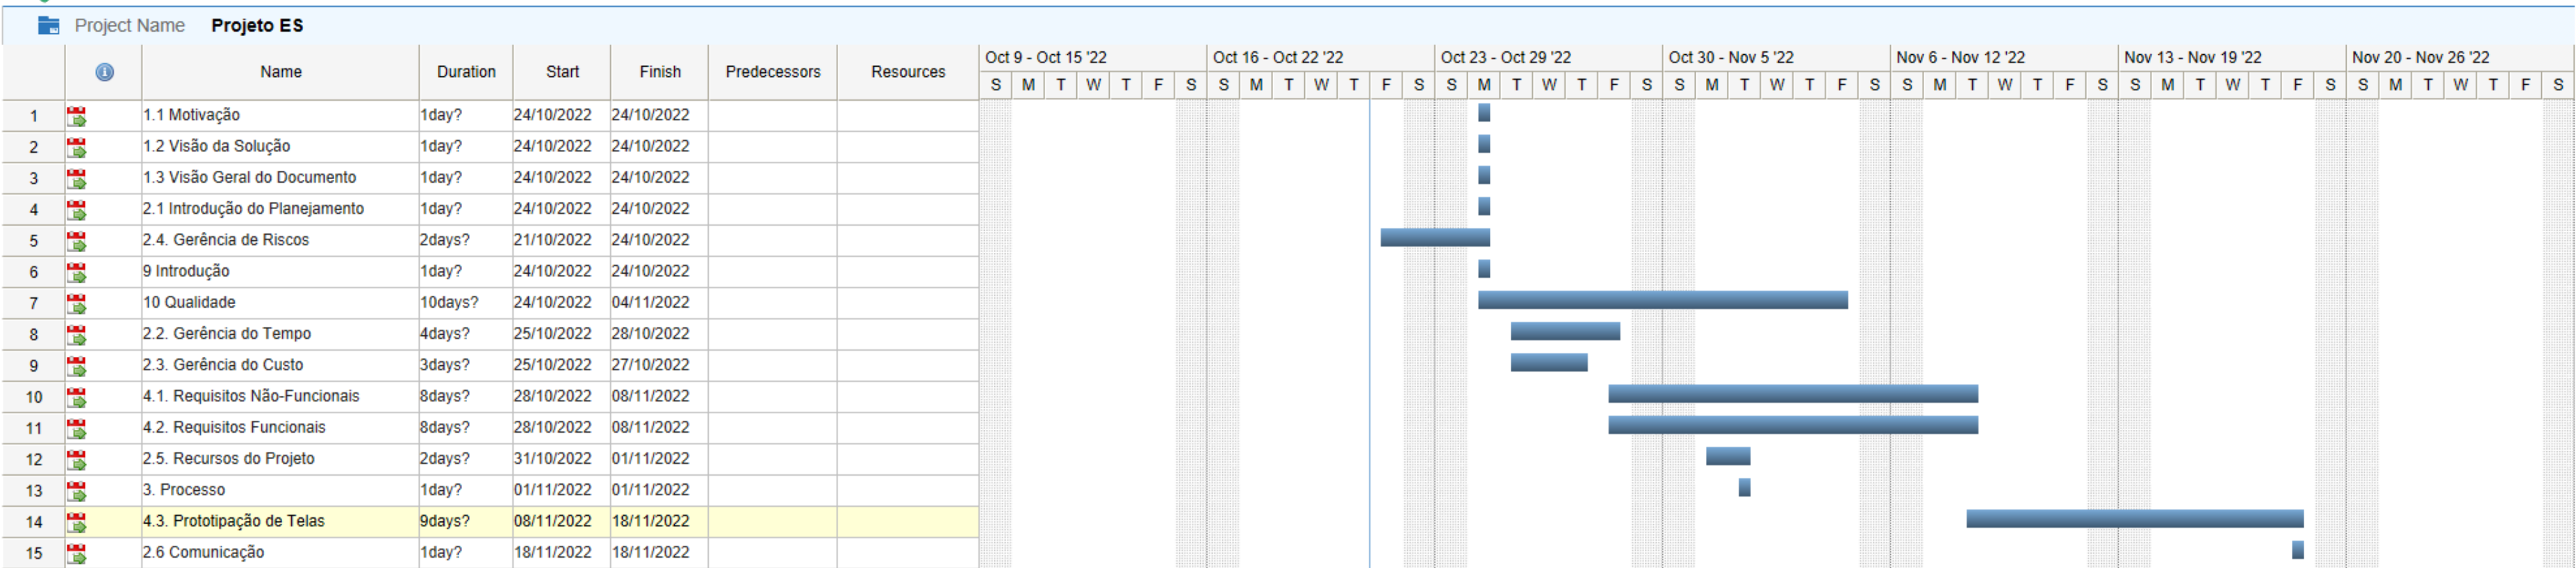 Project Name Projeto ES
Name Duration Start Finish Predecessors Resources Oct 9 - Oct 15 '22 Oct 16 - Oct 22 '22 Oct 23 - Oct 29 '22 Oct 30 - Nov 5 '22 Nov 6 - Nov 12 '22 Nov 13 - Nov 19 '22 Nov 20 - Nov 26 '22
S M T W T F S S M T W T F S S M T W T F S S M T W T F S S M T W T F S S M T W T F S S M T W T F S
1 1.1 Motivação 1day? 24/10/2022 24/10/2022
2 1.2 Visão da Solução 1day? 24/10/2022 24/10/2022
3 1.3 Visão Geral do Documento 1day? 24/10/2022 24/10/2022
4 2.1 Introdução do Planejamento 1day? 24/10/2022 24/10/2022
5 2.4. Gerência de Riscos 2days? 21/10/2022 24/10/2022
6 9 Introdução 1day? 24/10/2022 24/10/2022
7 10 Qualidade 10days? 24/10/2022 04/11/2022
8 2.2. Gerência do Tempo 4days? 25/10/2022 28/10/2022
9 2.3. Gerência do Custo 3days? 25/10/2022 27/10/2022
10 4.1. Requisitos Não-Funcionais 8days? 28/10/2022 08/11/2022
11 4.2. Requisitos Funcionais 8days? 28/10/2022 08/11/2022
12 2.5. Recursos do Projeto 2days? 31/10/2022 01/11/2022
13 3. Processo 1day? 01/11/2022 01/11/2022
14 4.3. Prototipação de Telas 9days? 08/11/2022 18/11/2022
15 2.6 Comunicação 1day? 18/11/2022 18/11/2022